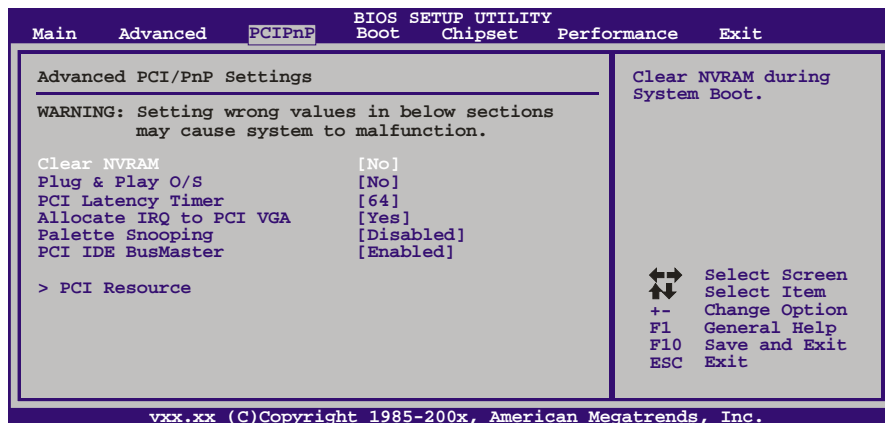 BIOS SETUP UTILITY
Main Advanced PCIPnP Boot Chipset Performance Exit
Advanced PCI/PnP Settings
WARNING: Setting wrong values in below sections
may cause system to malfunction.
Clear NVRAM [No]
Plug & Play O/S [No]
PCI Latency Timer [64]
Allocate IRQ to PCI VGA [Yes]
Palette Snooping [Disabled]
PCI IDE BusMaster [Enabled]
> PCI Resource
Clear NVRAM during
System Boot.
Select Screen
Select Item
+- Change Option
F1 General Help
F10 Save and Exit
ESC Exit
vxx.xx (C)Copyright 1985-200x, American Megatrends, Inc.